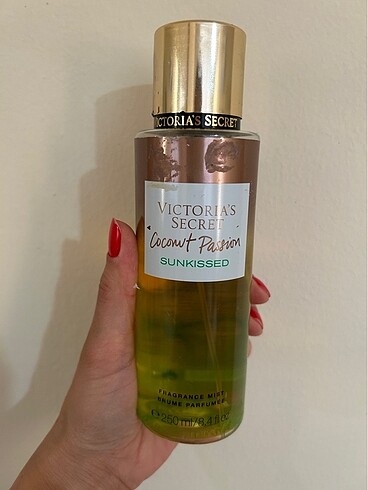 VICTORIA'S SECRET
VICTORIA'S
SECRET
Coconut Passion
SUNKISSED
FRAGRANCE MIST
BRUME PARFUMÉE
250 ml/8.4 fl oz